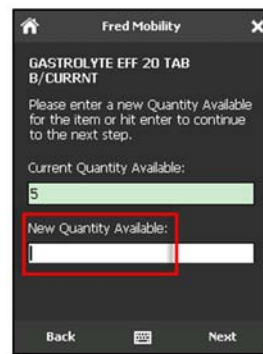 Fred Mobility
GASTROLYTE EFF 20 TAB
B/CURRNT
Please enter a new Quantity Available
for the item or hit enter to continue
to the next step.
Current Quantity Available:
5
New Quantity Available:
Back
Next